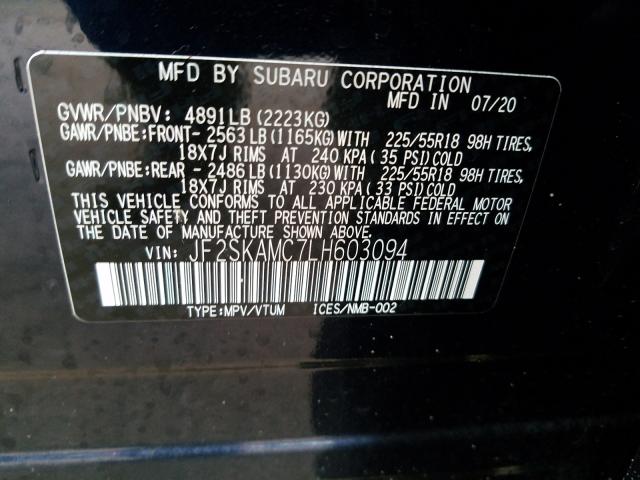 MFD BY SUBARU CORPORATION
MFD IN 07/20
GVWR/PNBV: 4891LB (2223KG)
GAWR/PNBE:FRONT- 2563LB (1165KG)WITH 225/55R18 98H TIRES,
18X7J RIMS AT 240 KPA( 35 PSI)COLD
GAWR/PNBE:REAR - 2486LB (1130KG)WITH 225/55R18 98H TIRES,
18X7J RIMS AT 230 KPA( 33 PSI)COLD
THIS VEHICLE CONFORMS TO ALL APPLICABLE FEDERAL MOTOR
VEHICLE SAFETY AND THEFT PREVENTION STANDARDS IN EFFECT ON
THE DATE OF MANUFACTURE SHOWN ABOVE.
VIN: JF2SKAMC7LH603094
TYPE:MPV/VTUM ICES/NMB-002